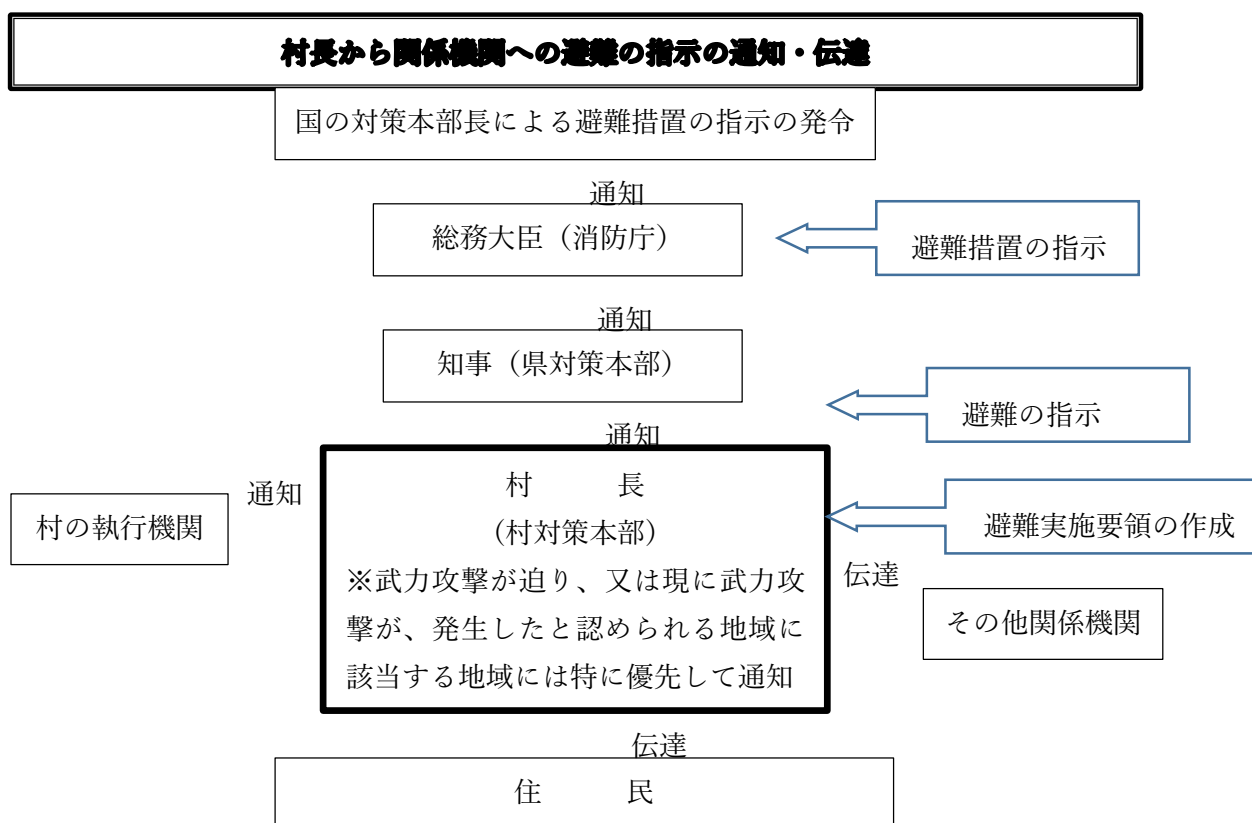 村長から関係機関への避難の指示の通知・伝達
国の対策本部長による避難措置の指示の発令
通知
総務大臣（消防庁）
避難措置の指示
通知
知事（県対策本部）
避難の指示
通知
通知
村の執行機関
村　　　長
(村対策本部)
※武力攻撃が迫り、又は現に武力攻
撃が、発生したと認められる地域に
該当する地域には特に優先して通知
避難実施要領の作成
伝達
その他関係機関
伝達
住　　　民